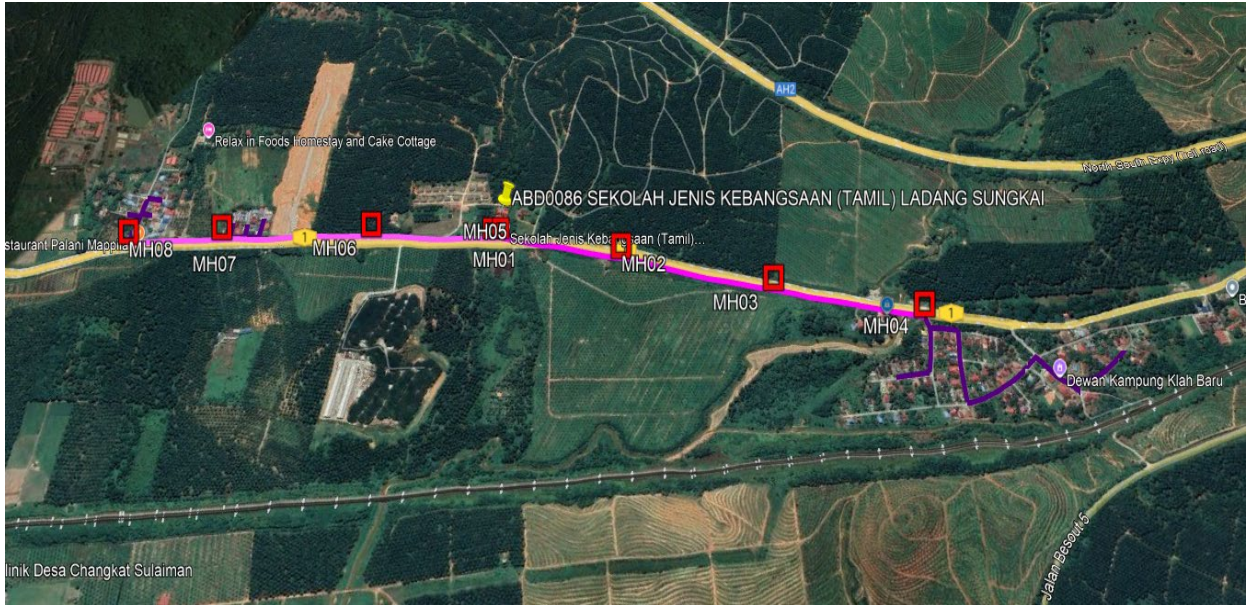 AH2
North-South Expy (Toll road)
Relax in Foods Homestay and Cake Cottage
ABD0086 SEKOLAH JENIS KEBANGSAAN (TAMIL) LADANG SUNGKAI
staurant Palani Mappila
MH08
MH07
1
MH06
MH05
Sekolah Jenis Kebangsaan (Tamil)...
MH01
MH02
MH03
MH04
1
B
Dewan Kampung Klah Baru
Jalan Besout 5
linik Desa Changkat Sulaiman